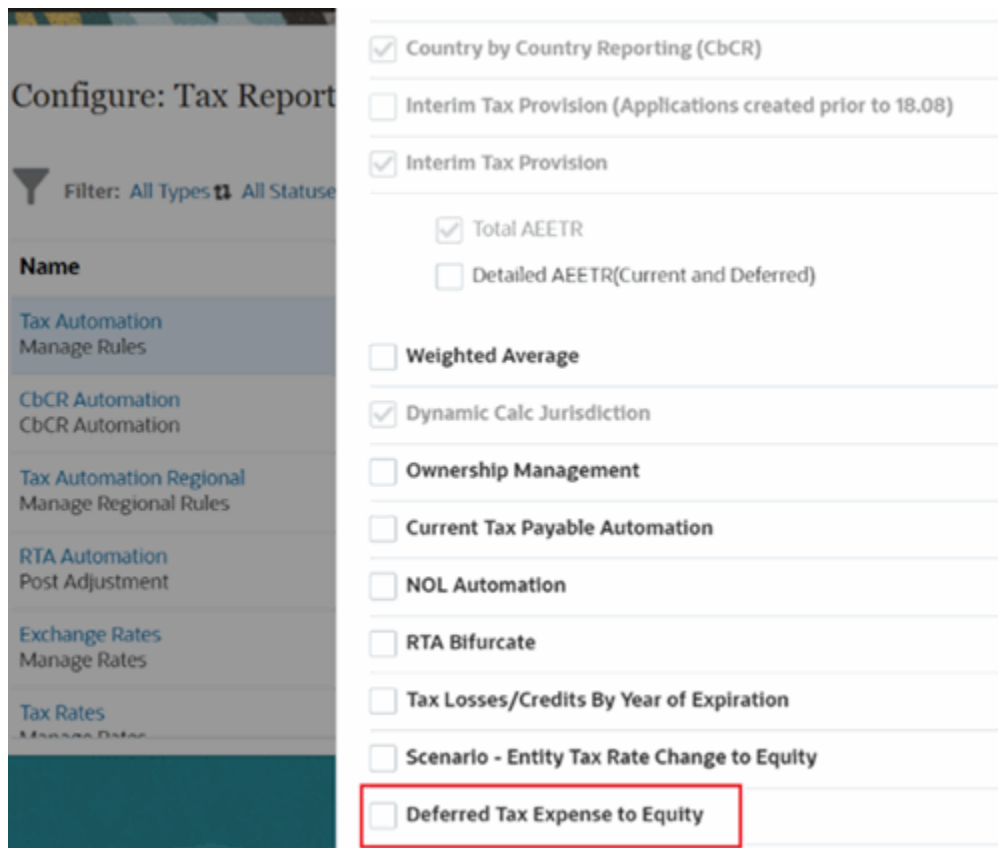 Configure: Tax Report
Filter: All Types All Statuse
Name
Tax Automation
Manage Rules
CbCR Automation
CbCR Automation
Tax Automation Regional
Manage Regional Rules
RTA Automation
Post Adjustment
Exchange Rates
Manage Rates
Tax Rates
Manage Rates
Country by Country Reporting (CbCR)
Interim Tax Provision (Applications created prior to 18.08)
Interim Tax Provision
Total AEETR
Detailed AEETR(Current and Deferred)
Weighted Average
Dynamic Calc Jurisdiction
Ownership Management
Current Tax Payable Automation
NOL Automation
RTA Bifurcate
Tax Losses/Credits By Year of Expiration
Scenario - Entity Tax Rate Change to Equity
Deferred Tax Expense to Equity